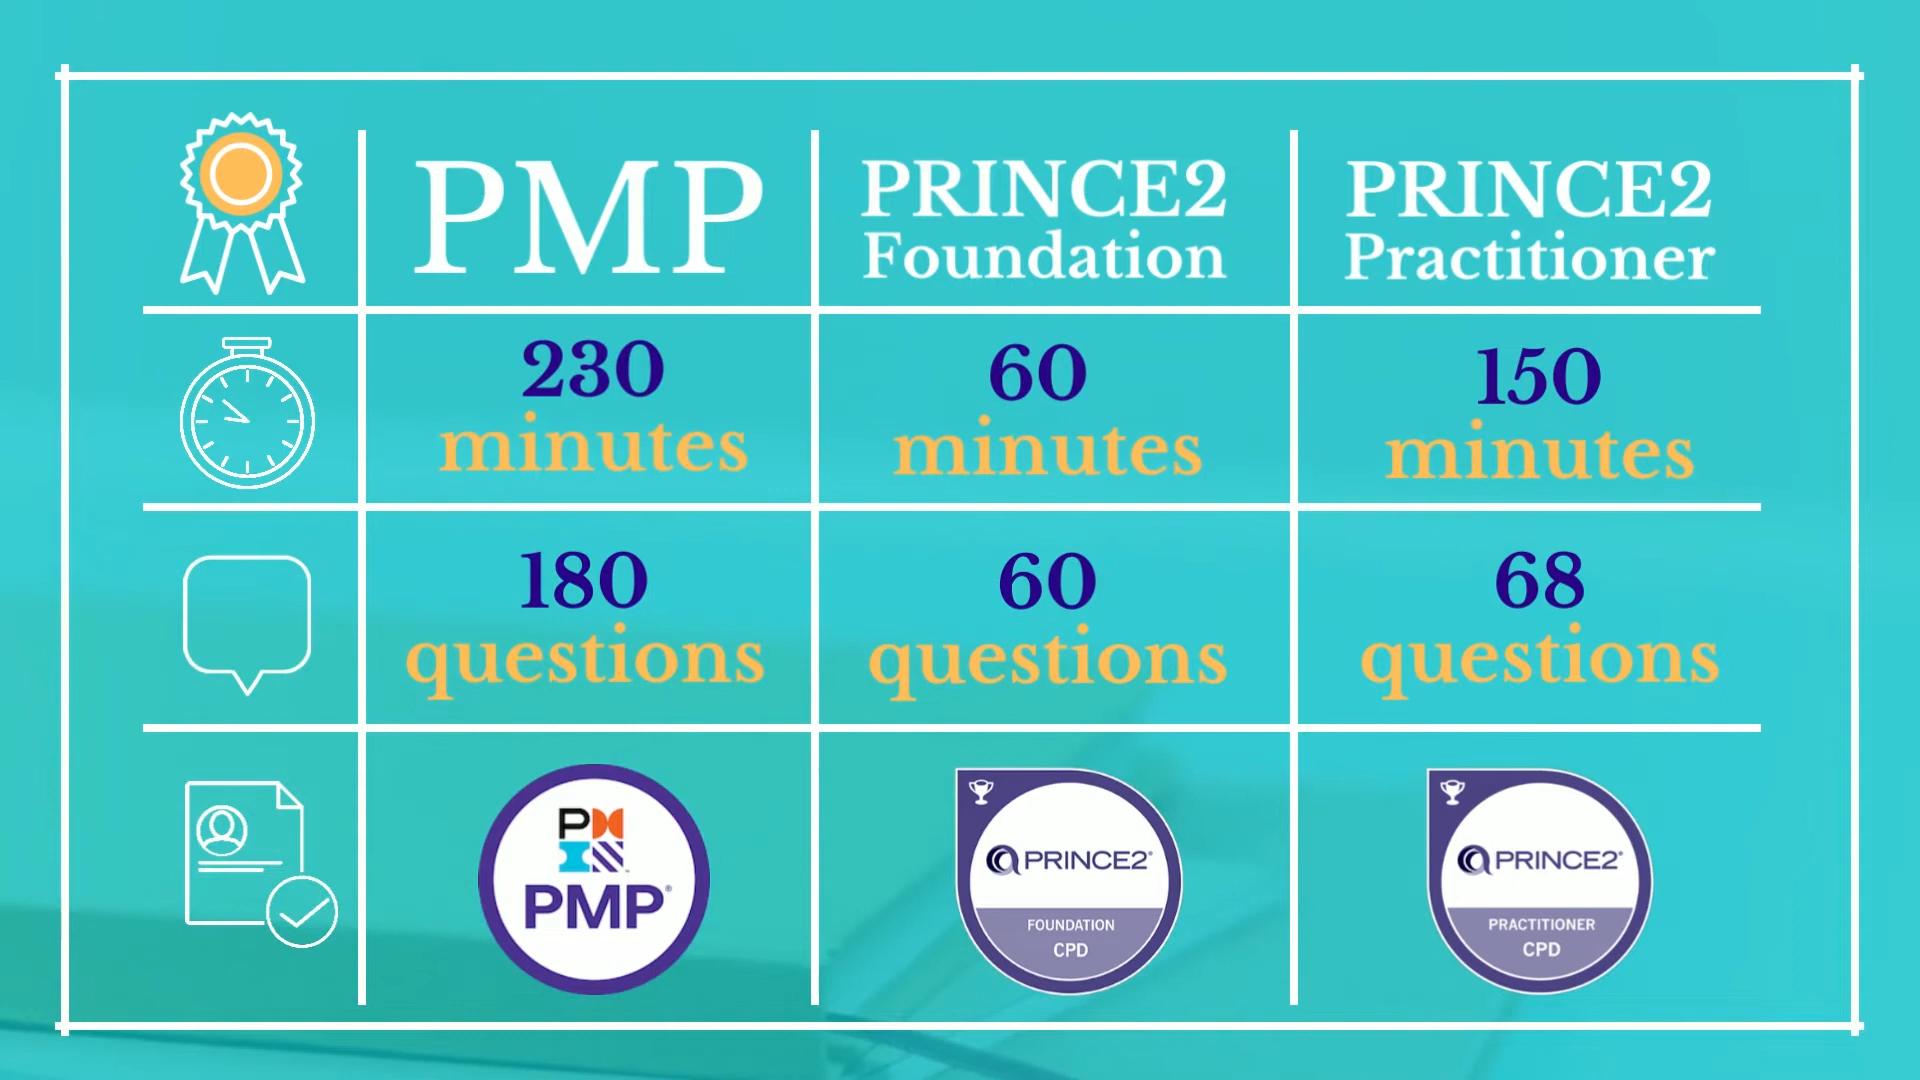 PMP
PRINCE2
Foundation
PRINCE2
Practitioner
230
minutes
60
minutes
150
minutes
180
questions
60
questions
68
questions
PMI
PMP®
PRINCE2®
FOUNDATION
CPD
PRINCE2®
PRACTITIONER
CPD